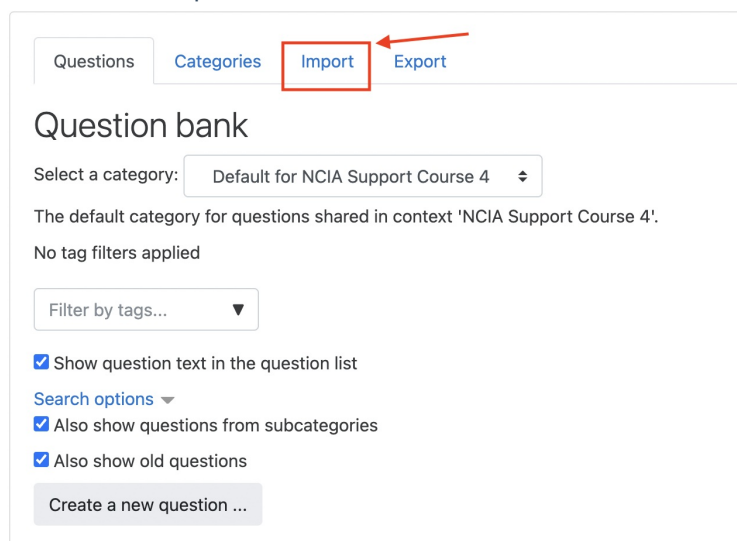 Questions Categories Import Export
Question bank
Select a category: Default for NCIA Support Course 4
The default category for questions shared in context 'NCIA Support Course 4'.
No tag filters applied
Filter by tags...
Show question text in the question list
Search options
Also show questions from subcategories
Also show old questions
Create a new question ...